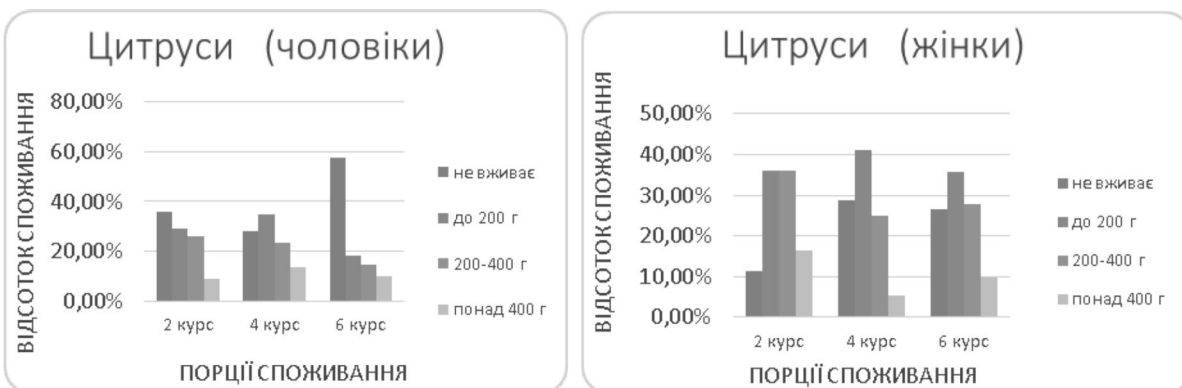 Цитруси (чоловіки)
ВІДСОТОК СПОЖИВАННЯ
80,00%
60,00%
40,00%
20,00%
0,00%
2 курс 4 курс 6 курс
ПОРЦІЇ СПОЖИВАННЯ
не вживає
до 200 г
200-400 г
понад 400 г
Цитруси (жінки)
ВІДСОТОК СПОЖИВАННЯ
50,00%
40,00%
30,00%
20,00%
10,00%
0,00%
2 курс 4 курс 6 курс
ПОРЦІЇ СПОЖИВАННЯ
не вживає
до 200 г
200-400 г
понад 400 г